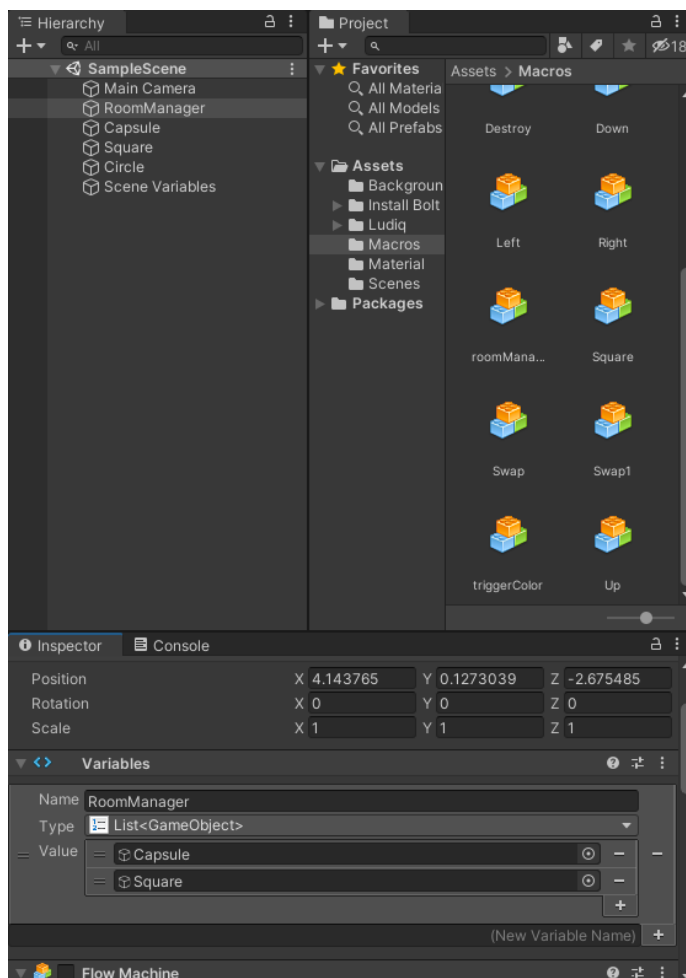 Hierarchy
All
SampleScene
Main Camera
RoomManager
Capsule
Square
Circle
Scene Variables
Project
18
Favorites
All Materia
All Models
All Prefabs
Assets
Backgroun
Install Bolt
Ludiq
Macros
Material
Scenes
Packages
Assets > Macros
Destroy Down
Left Right
roomMana... Square
Swap Swap1
triggerColor Up
Inspector Console
Position X 4.143765 Y 0.1273039 Z -2.675485
Rotation X 0 Y 0 Z 0
Scale X 1 Y 1 Z 1
Variables
Name RoomManager
Type List<GameObject>
Value Capsule
Square
(New Variable Name)
Flow Machine